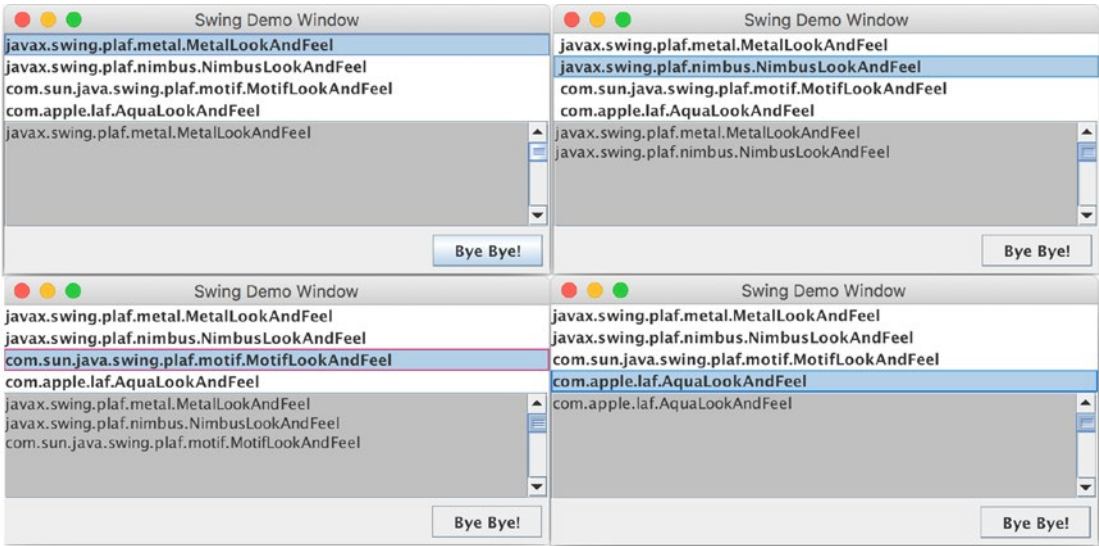 Swing Demo Window
javax.swing.plaf.metal.MetalLookAndFeel
javax.swing.plaf.nimbus.NimbusLookAndFeel
com.sun.java.swing.plaf.motif.MotifLookAndFeel
com.apple.laf.AquaLookAndFeel
javax.swing.plaf.metal.MetalLookAndFeel
Bye Bye!
Swing Demo Window
javax.swing.plaf.metal.MetalLookAndFeel
javax.swing.plaf.nimbus.NimbusLookAndFeel
com.sun.java.swing.plaf.motif.MotifLookAndFeel
com.apple.laf.AquaLookAndFeel
javax.swing.plaf.metal.MetalLookAndFeel
javax.swing.plaf.nimbus.NimbusLookAndFeel
Bye Bye!
Swing Demo Window
javax.swing.plaf.metal.MetalLookAndFeel
javax.swing.plaf.nimbus.NimbusLookAndFeel
com.sun.java.swing.plaf.motif.MotifLookAndFeel
com.apple.laf.AquaLookAndFeel
javax.swing.plaf.metal.MetalLookAndFeel
javax.swing.plaf.nimbus.NimbusLookAndFeel
com.sun.java.swing.plaf.motif.MotifLookAndFeel
Bye Bye!
Swing Demo Window
javax.swing.plaf.metal.MetalLookAndFeel
javax.swing.plaf.nimbus.NimbusLookAndFeel
com.sun.java.swing.plaf.motif.MotifLookAndFeel
com.apple.laf.AquaLookAndFeel
com.apple.laf.AquaLookAndFeel
Bye Bye!